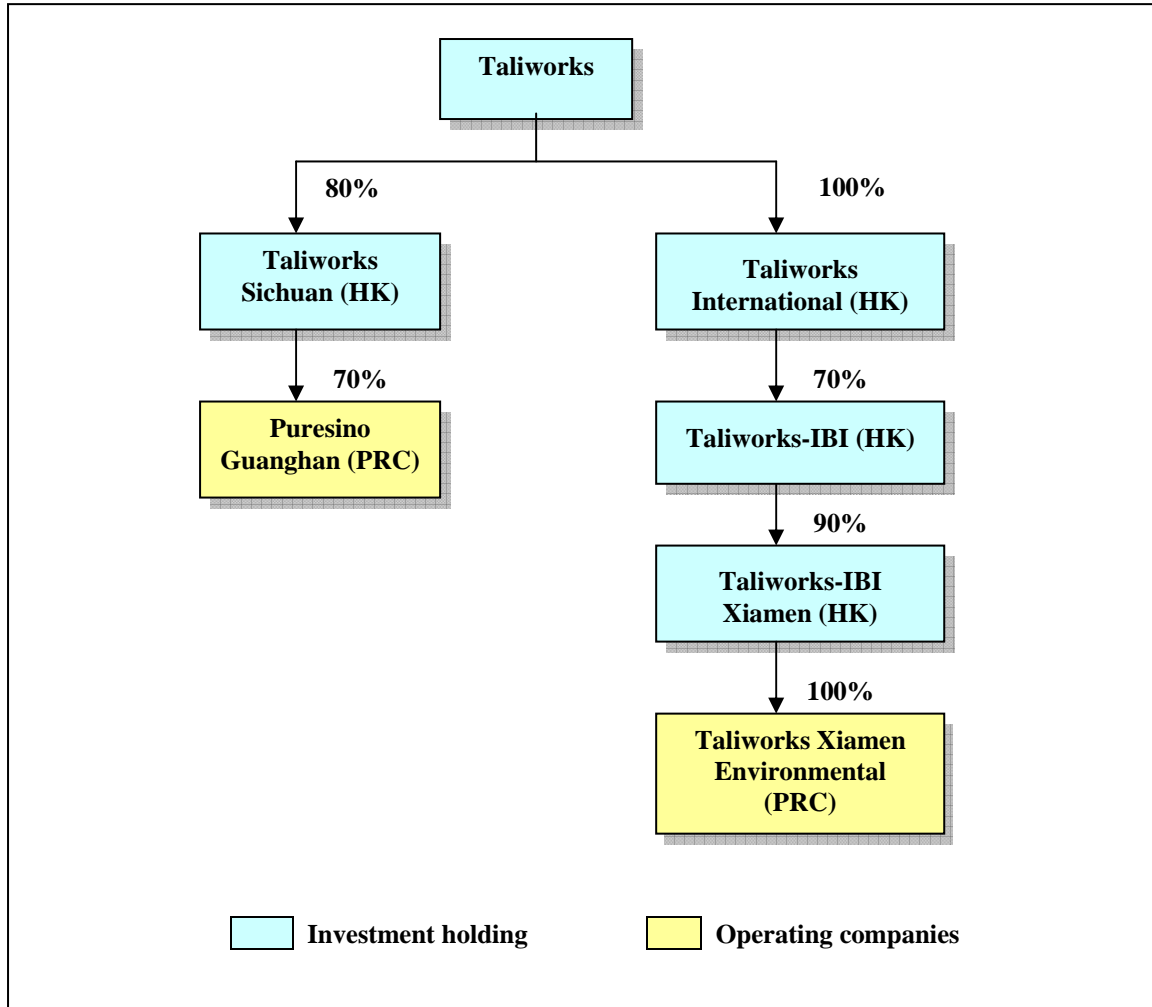 Taliworks
80%
100%
Taliworks
Sichuan (HK)
Taliworks
International (HK)
70%
70%
Puresino
Guanghan (PRC)
Taliworks-IBI (HK)
90%
Taliworks-IBI
Xiamen (HK)
100%
Taliworks Xiamen
Environmental
(PRC)
Investment holding
Operating companies